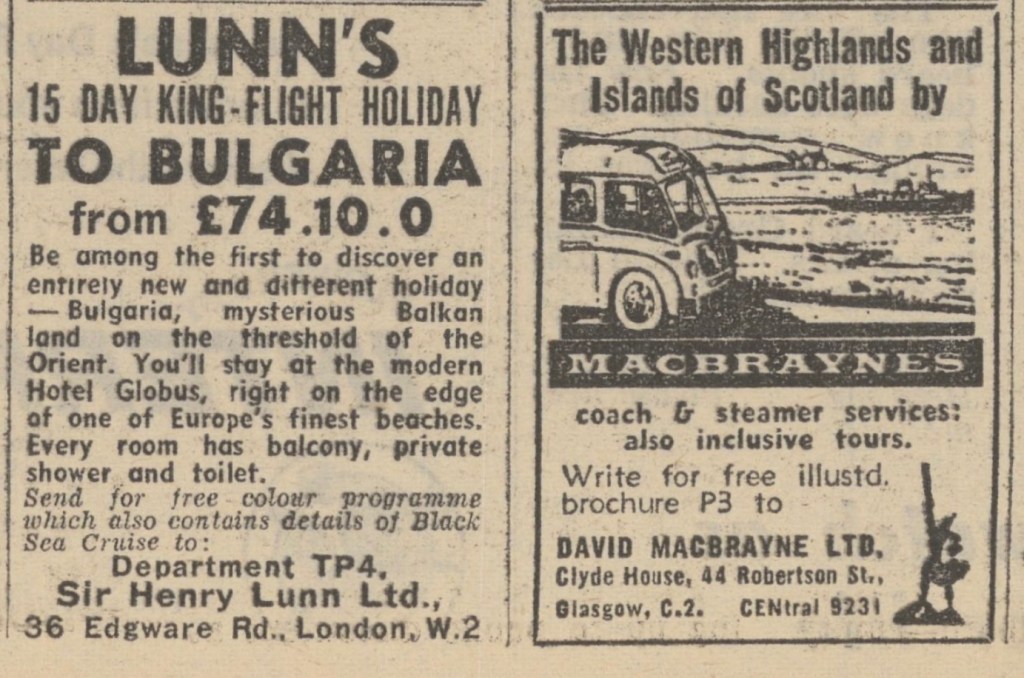 LUNN'S
15 DAY KING-FLIGHT HOLIDAY
TO BULGARIA
from £74.10.0
Be among the first to discover an
entirely new and different holiday
— Bulgaria, mysterious Balkan
land on the threshold of the
Orient. You'll stay at the modern
Hotel Globus, right on the edge
of one of Europe's finest beaches.
Every room has balcony, private
shower and toilet.
Send for free colour programme
which also contains details of Black
Sea Cruise to:
Department TP4,
Sir Henry Lunn Ltd.,
36 Edgware Rd., London, W.2
The Western Highlands and
Islands of Scotland by
MACBRAYNES
coach & steamer services:
also inclusive tours.
Write for free illustd.
brochure P3 to
DAVID MACBRAYNE LTD,
Clyde House, 44 Robertson St.,
Glasgow, C.2. CENtral 9231